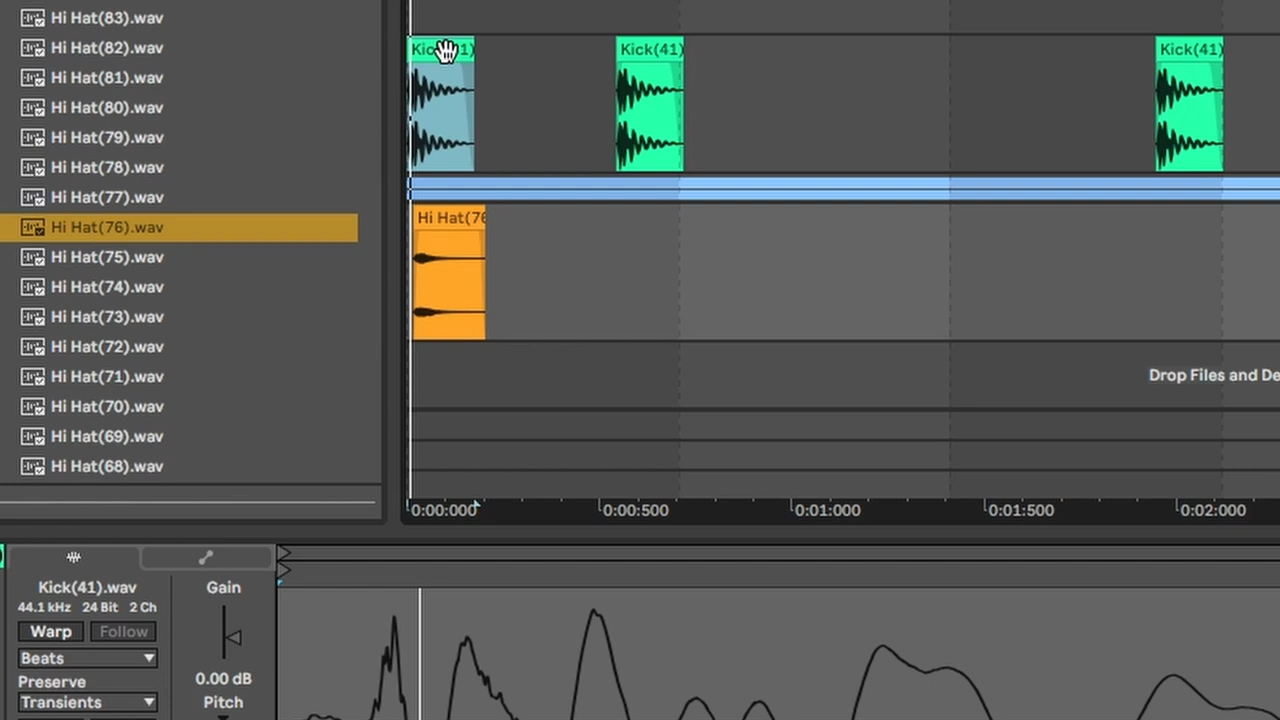 Hi Hat(83).wav
Hi Hat(82).wav
Hi Hat(81).wav
Hi Hat(80).wav
Hi Hat(79).wav
Hi Hat(78).wav
Hi Hat(77).wav
Hi Hat(76).wav
Hi Hat(75).wav
Hi Hat(74).wav
Hi Hat(73).wav
Hi Hat(72).wav
Hi Hat(71).wav
Hi Hat(70).wav
Hi Hat(69).wav
Hi Hat(68).wav
Kick(41)
Kick(41)
Hi Hat(76
Drop Files and De
0:00:000 0:00:500 0:01:000 0:01:500 0:02:000
Kick(41).wav
44.1 kHz 24 Bit 2 Ch
Warp Follow
Beats
Preserve
Transients
Gain
0.00 dB
Pitch